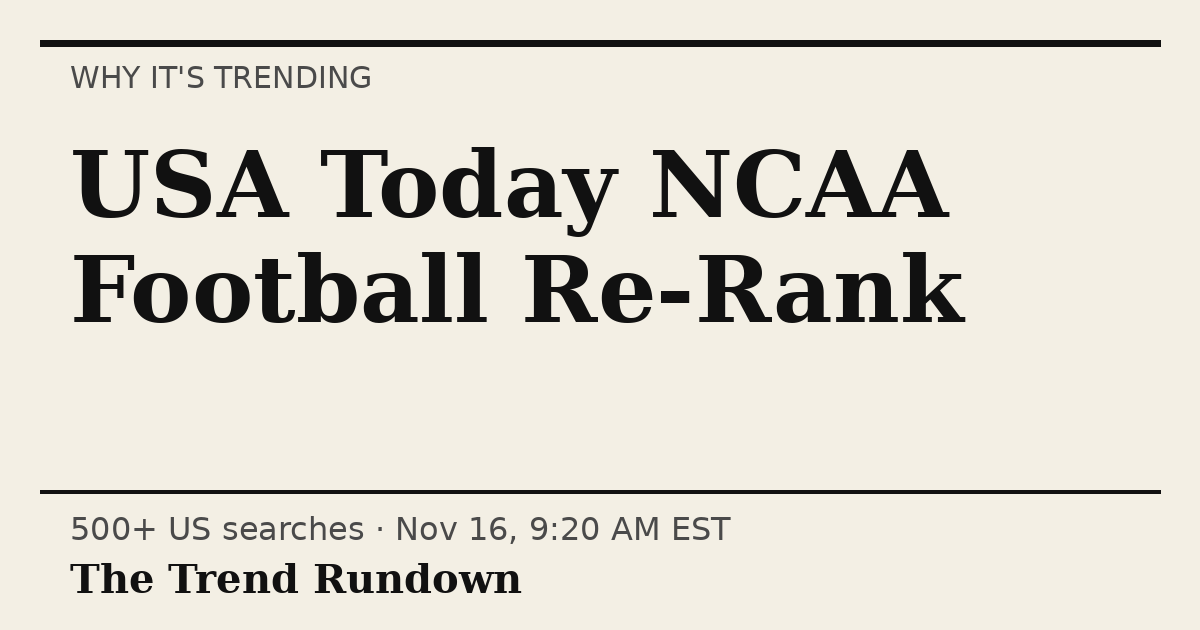 WHY IT'S TRENDING
USA Today NCAA
Football Re-Rank
500+ US searches · Nov 16, 9:20 AM EST
The Trend Rundown